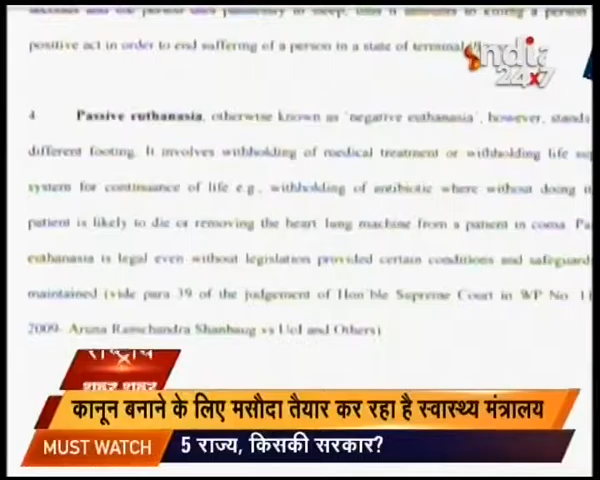 positive act in order to end suffering of a person in a state of terminal
India
24x7
4 Passive euthanasia, otherwise known as 'negative euthanasia', however, stands
different footing. It involves withholding of medical treatment or withholding life
system for continuance of life e.g., withholding of antibiotic where without doing
patient is likely to die or removing the heart lung machine from a patient in coma.
euthanasia is legal even without legislation provided certain conditions and safeguard
maintained (vide para 39 of the judgement of Hon'ble Supreme Court in WP No.
2009- Aruna Ramchandra Shanbaug vs UoI and Others)
राष्ट्रीय
कानून बनाने के लिए मसौदा तैयार कर रहा है स्वास्थ्य मंत्रालय
MUST WATCH 5 राज्य, किसकी सरकार?